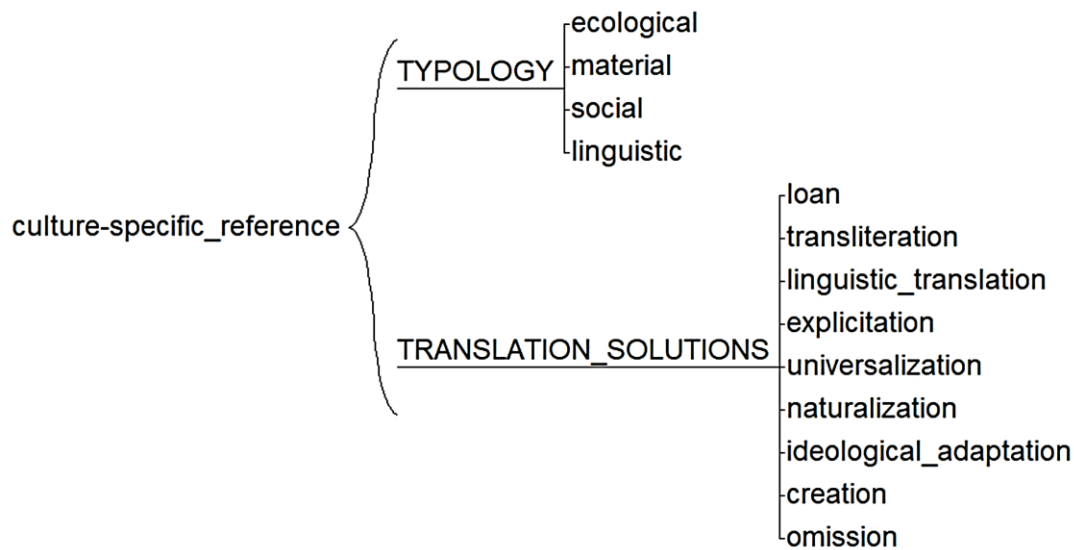 culture-specific_reference
TYPOLOGY
ecological
material
social
linguistic
TRANSLATION_SOLUTIONS
loan
transliteration
linguistic_translation
explicitation
universalization
naturalization
ideological_adaptation
creation
omission